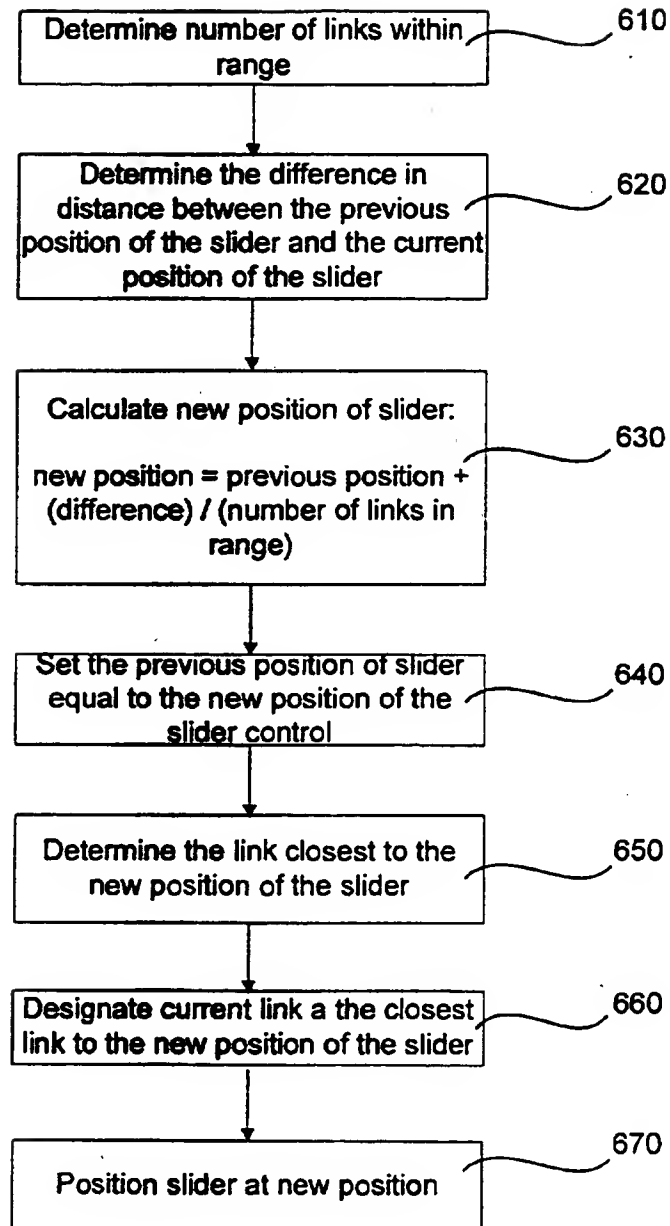 Determine number of links within
range
610
Determine the difference in
distance between the previous
position of the slider and the current
position of the slider
620
Calculate new position of slider:
new position = previous position +
(difference) / (number of links in
range)
630
Set the previous position of slider
equal to the new position of the
slider control
640
Determine the link closest to the
new position of the slider
650
Designate current link a the closest
link to the new position of the slider
660
Position slider at new position
670